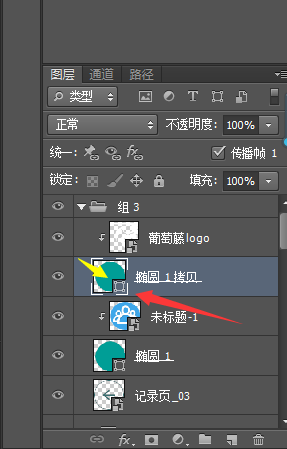 图层 通道 路径
类型
正常 不透明度: 100%
统一: 传播帧 1
锁定: 填充: 100%
组 3
葡萄藤logo
椭圆 1 拷贝
未标题-1
椭圆 1
记录页_03
fx